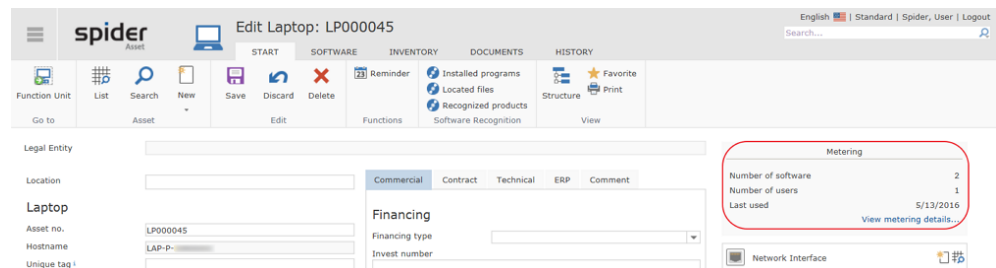 English | Standard | Spider, User | Logout
spider
Asset
Edit Laptop: LP000045
Search...
START SOFTWARE INVENTORY DOCUMENTS HISTORY
Function Unit
List
Search
New
Save
Discard
Delete
23 Reminder
Installed programs
Located files
Recognized products
Structure
Favorite
Print
Go to
Asset
Edit
Functions
Software Recognition
View
Legal Entity
Location
Laptop
Asset no. LP000045
Hostname LAP-P-
Unique tag i
Commercial Contract Technical ERP Comment
Financing
Financing type
Invest number
Metering
Number of software 2
Number of users 1
Last used 5/13/2016
View metering details...
Network Interface